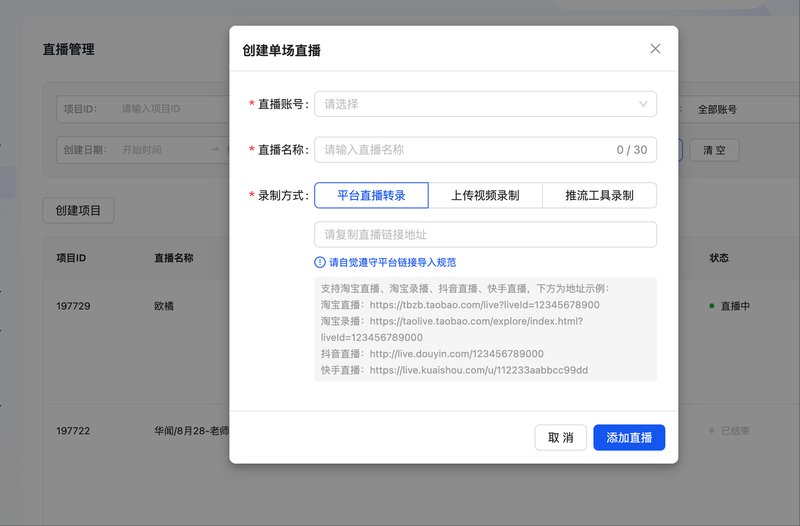 直播管理
创建单场直播
项目ID:
请输入项目ID
全部账号
* 直播账号:
请选择
创建日期:
开始时间
清 空
* 直播名称:
请输入直播名称
0 / 30
创建项目
* 录制方式:
平台直播转录
上传视频录制
推流工具录制
请复制直播链接地址
请自觉遵守平台链接导入规范
项目ID
直播名称
状态
支持淘宝直播、淘宝录播、抖音直播、快手直播，下方为地址示例：
淘宝直播：https://tbzb.taobao.com/live?liveId=12345678900
淘宝录播：https://taolive.taobao.com/explore/index.html?
liveId=123456789000
抖音直播：http://live.douyin.com/123456789000
快手直播：https://live.kuaishou.com/u/112233aabbcc99dd
197729
欧橘
直播中
取 消
添加直播
197722
华闻/8月28-老师
已结束